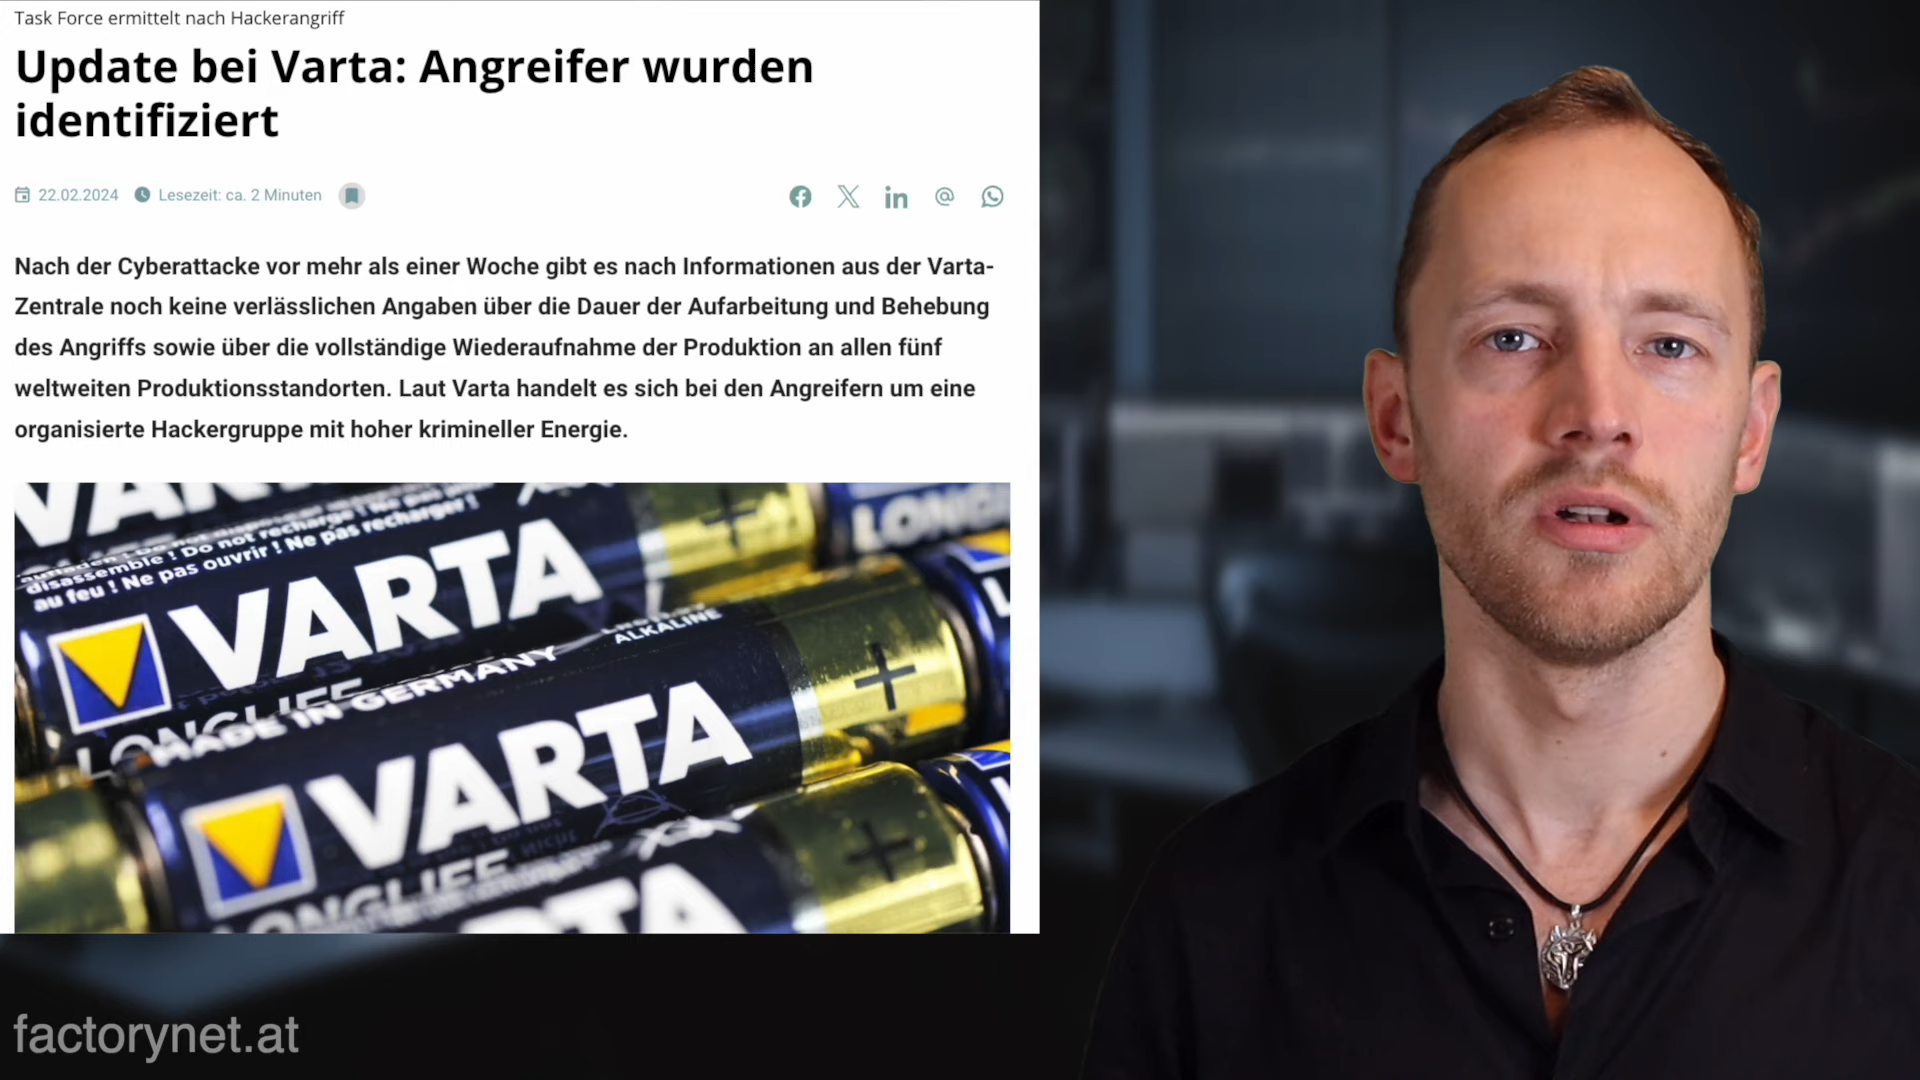 Task Force ermittelt nach Hackerangriff
Update bei Varta: Angreifer wurden
identifiziert
22.02.2024 Lesezeit: ca. 2 Minuten
Nach der Cyberattacke vor mehr als einer Woche gibt es nach Informationen aus der Varta-
Zentrale noch keine verlässlichen Angaben über die Dauer der Aufarbeitung und Behebung
des Angriffs sowie über die vollständige Wiederaufnahme der Produktion an allen fünf
weltweiten Produktionsstandorten. Laut Varta handelt es sich bei den Angreifern um eine
organisierte Hackergruppe mit hoher krimineller Energie.
disassemble ! Do not recharge ! Ne pas recharger !
au feu ! Ne pas ouvrir !
VARTA
LONGLIFE
ALKALINE
MADE IN GERMANY
VARTA
LONGLIFE
factorynet.at